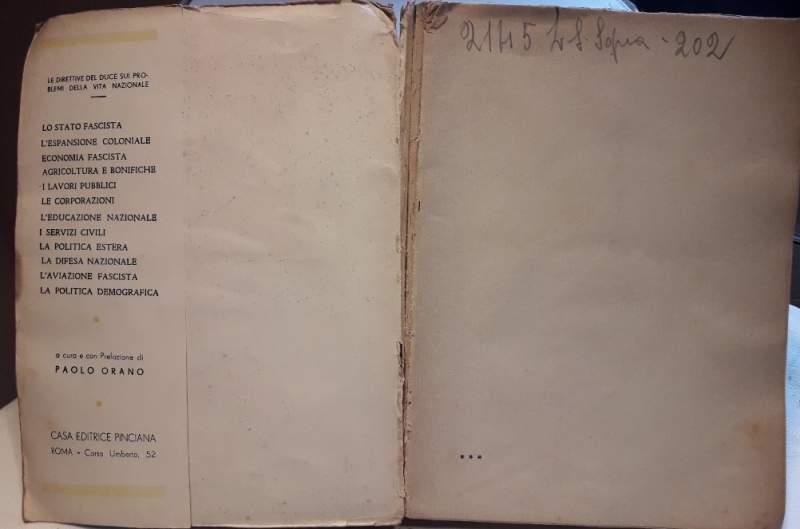 LE DIRETTIVE DEL DUCE SUI PRO-
BLEMI DELLA VITA NAZIONALE
LO STATO FASCISTA
L'ESPANSIONE COLONIALE
ECONOMIA FASCISTA
AGRICOLTURA E BONIFICHE
I LAVORI PUBBLICI
LE CORPORAZIONI
L'EDUCAZIONE NAZIONALE
I SERVIZI CIVILI
LA POLITICA ESTERA
LA DIFESA NAZIONALE
L'AVIAZIONE FASCISTA
LA POLITICA DEMOGRAFICA
a cura e con Prefazione di
PAOLO ORANO
CASA EDITRICE PINCIANA
ROMA - Corso Umberto, 52
202